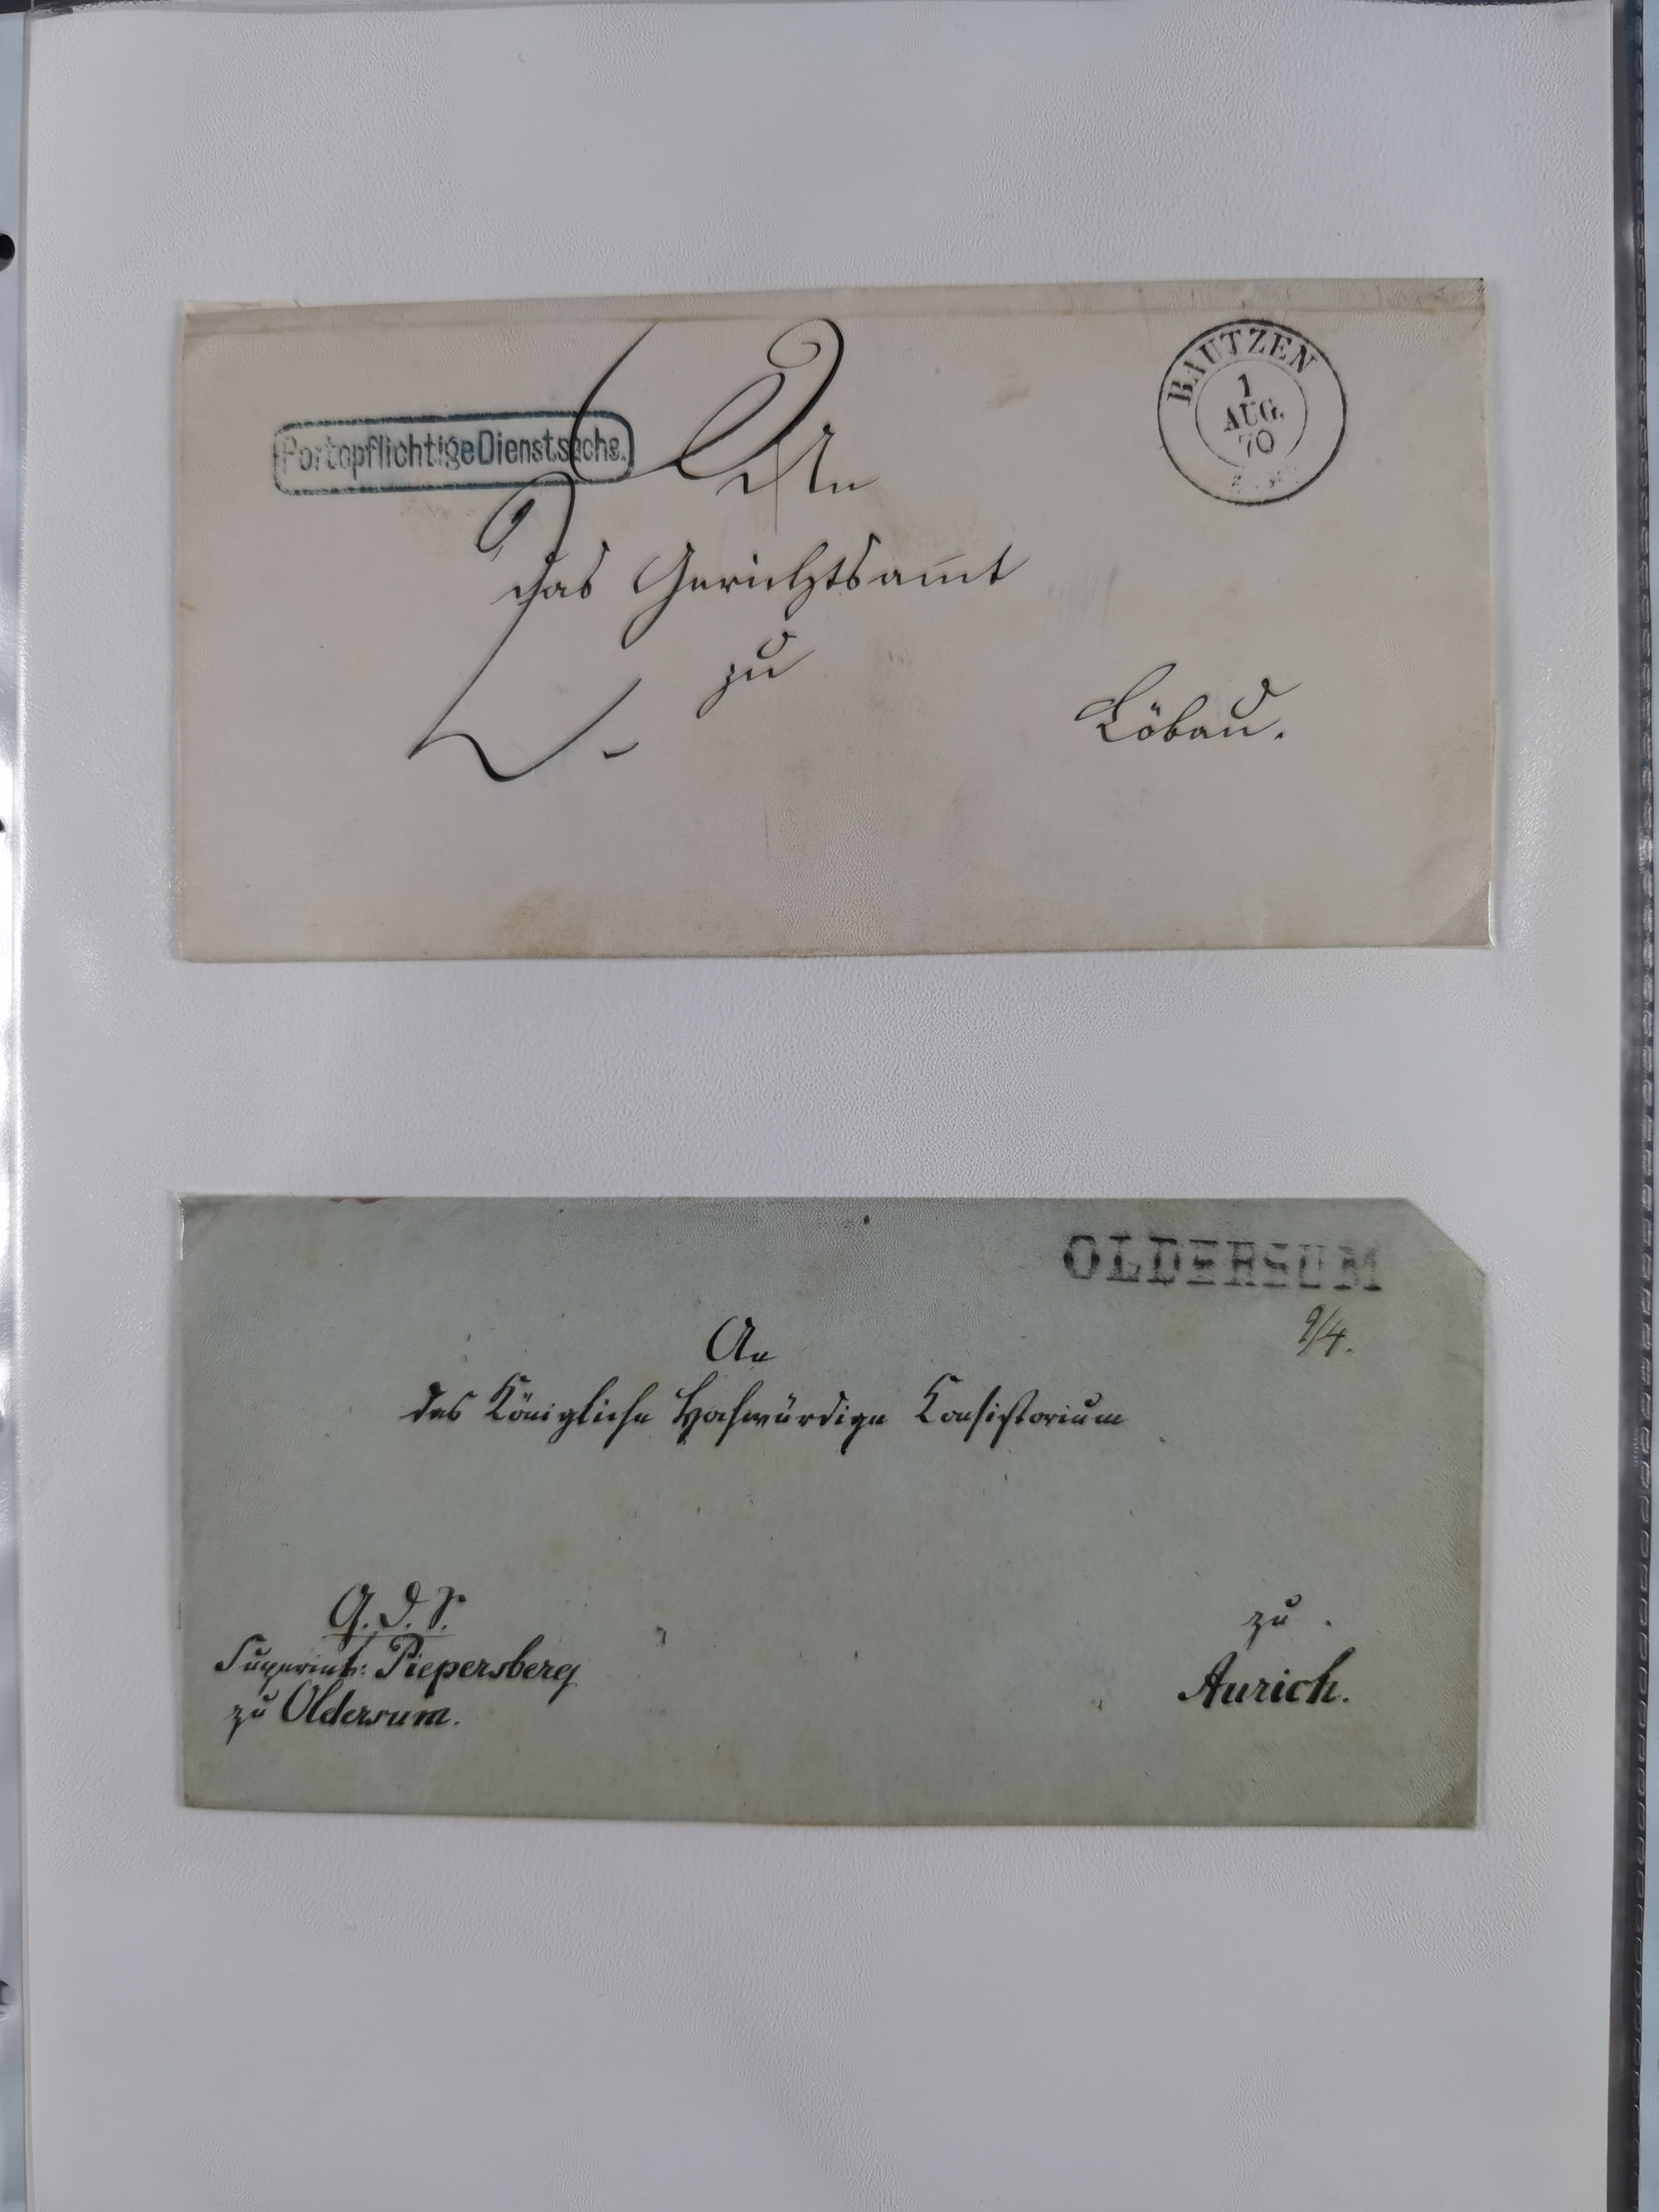 Portopflichtige Dienstsache.
BAUTZEN
1
AUG.
70
An
das Gerichtsamt
zu
Löbau.
OLDERSUM
9/4.
An
das Königliche Hochwürdige Consistorium
zu
Aurich.
Superint: Piepersberg
zu Oldersum.